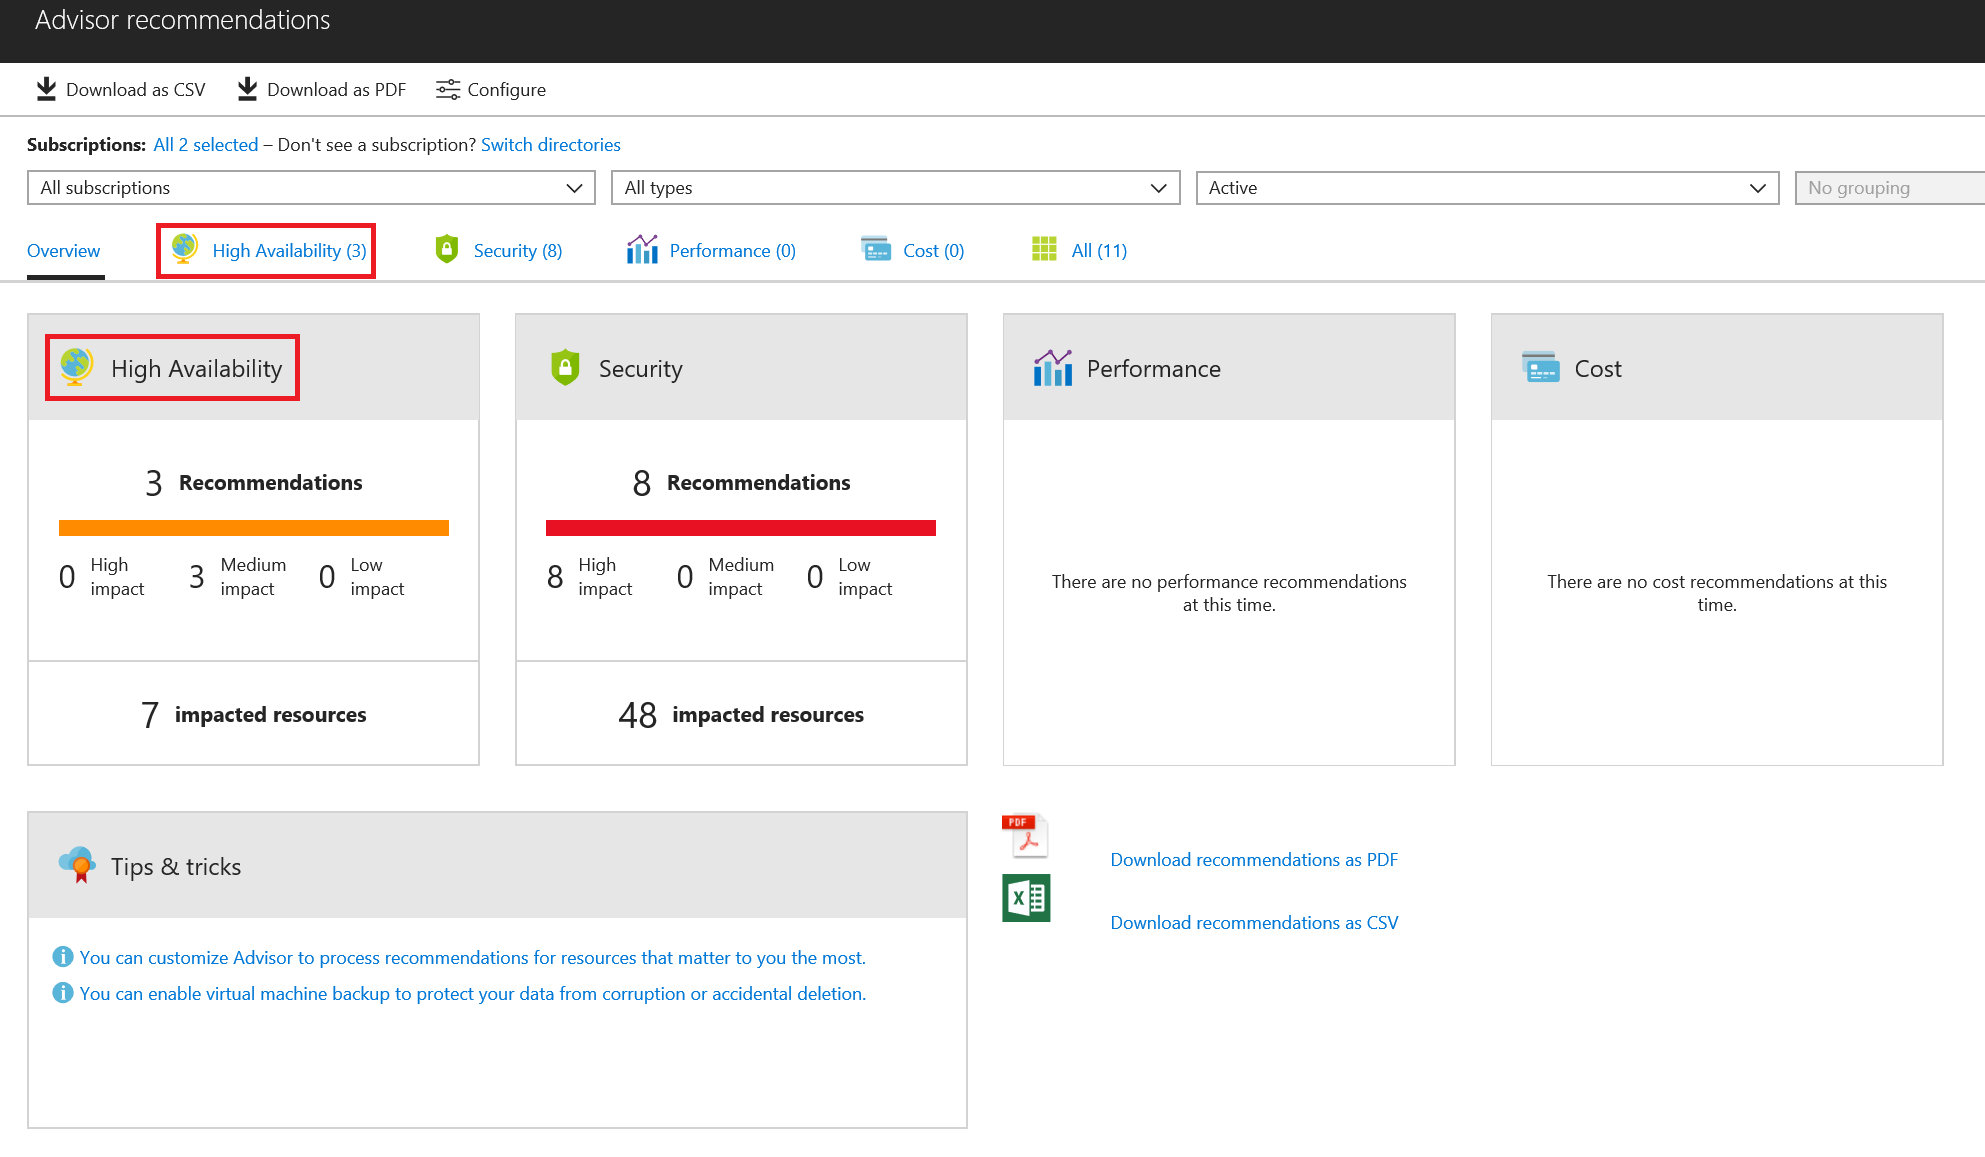 Advisor recommendations
Download as CSV Download as PDF Configure
Subscriptions: All 2 selected – Don't see a subscription? Switch directories
All subscriptions All types Active No grouping
Overview High Availability (3) Security (8) Performance (0) Cost (0) All (11)
High Availability
3 Recommendations
0 High impact 3 Medium impact 0 Low impact
7 impacted resources
Security
8 Recommendations
8 High impact 0 Medium impact 0 Low impact
48 impacted resources
Performance
There are no performance recommendations
at this time.
Cost
There are no cost recommendations at this
time.
Tips & tricks
You can customize Advisor to process recommendations for resources that matter to you the most.
You can enable virtual machine backup to protect your data from corruption or accidental deletion.
PDF
Download recommendations as PDF
X
Download recommendations as CSV